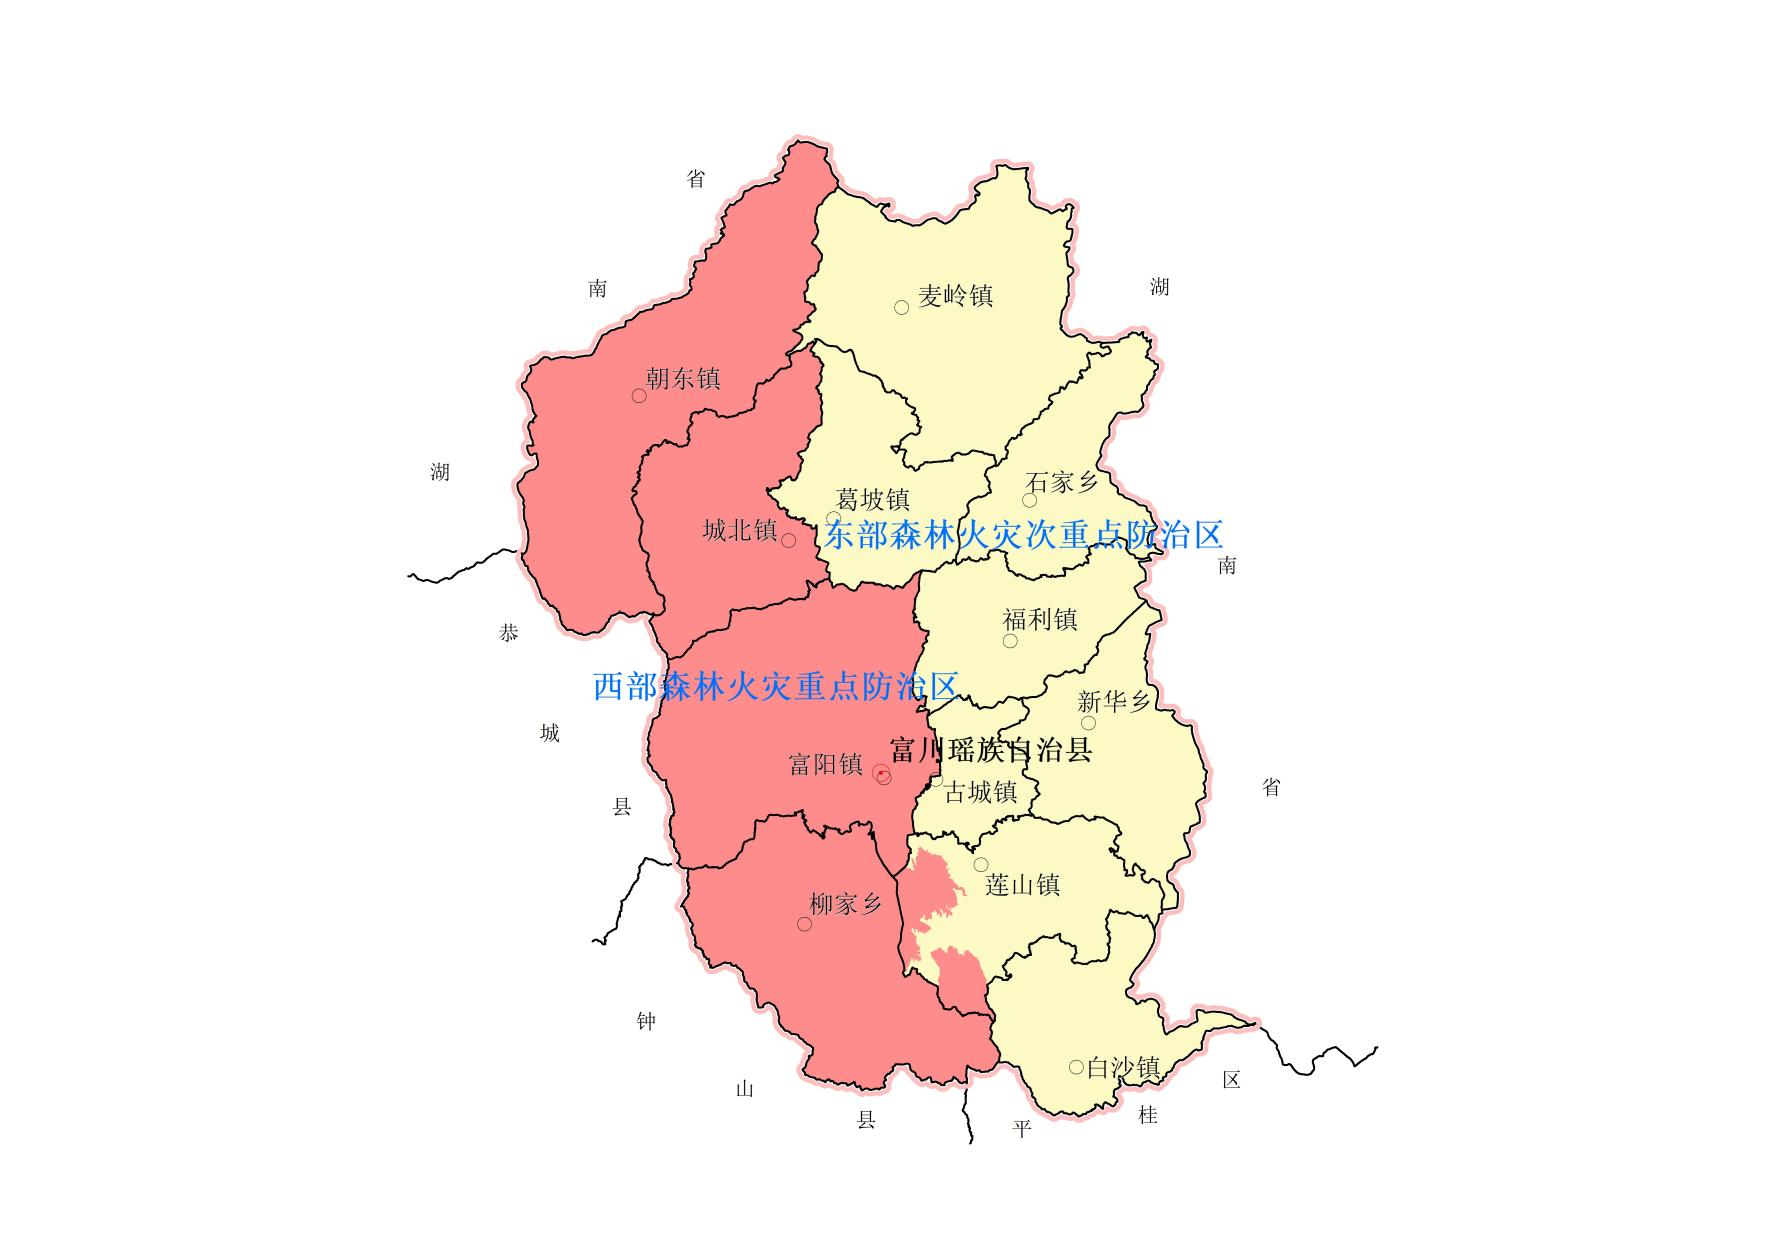 省
南
湖
麦岭镇
朝东镇
湖
石家乡
葛坡镇
城北镇
东部森林火灾次重点防治区
南
福利镇
恭
西部森林火灾重点防治区
新华乡
城
富川瑶族自治县
富阳镇
古城镇
省
县
莲山镇
柳家乡
钟
白沙镇
区
山
桂
县
平